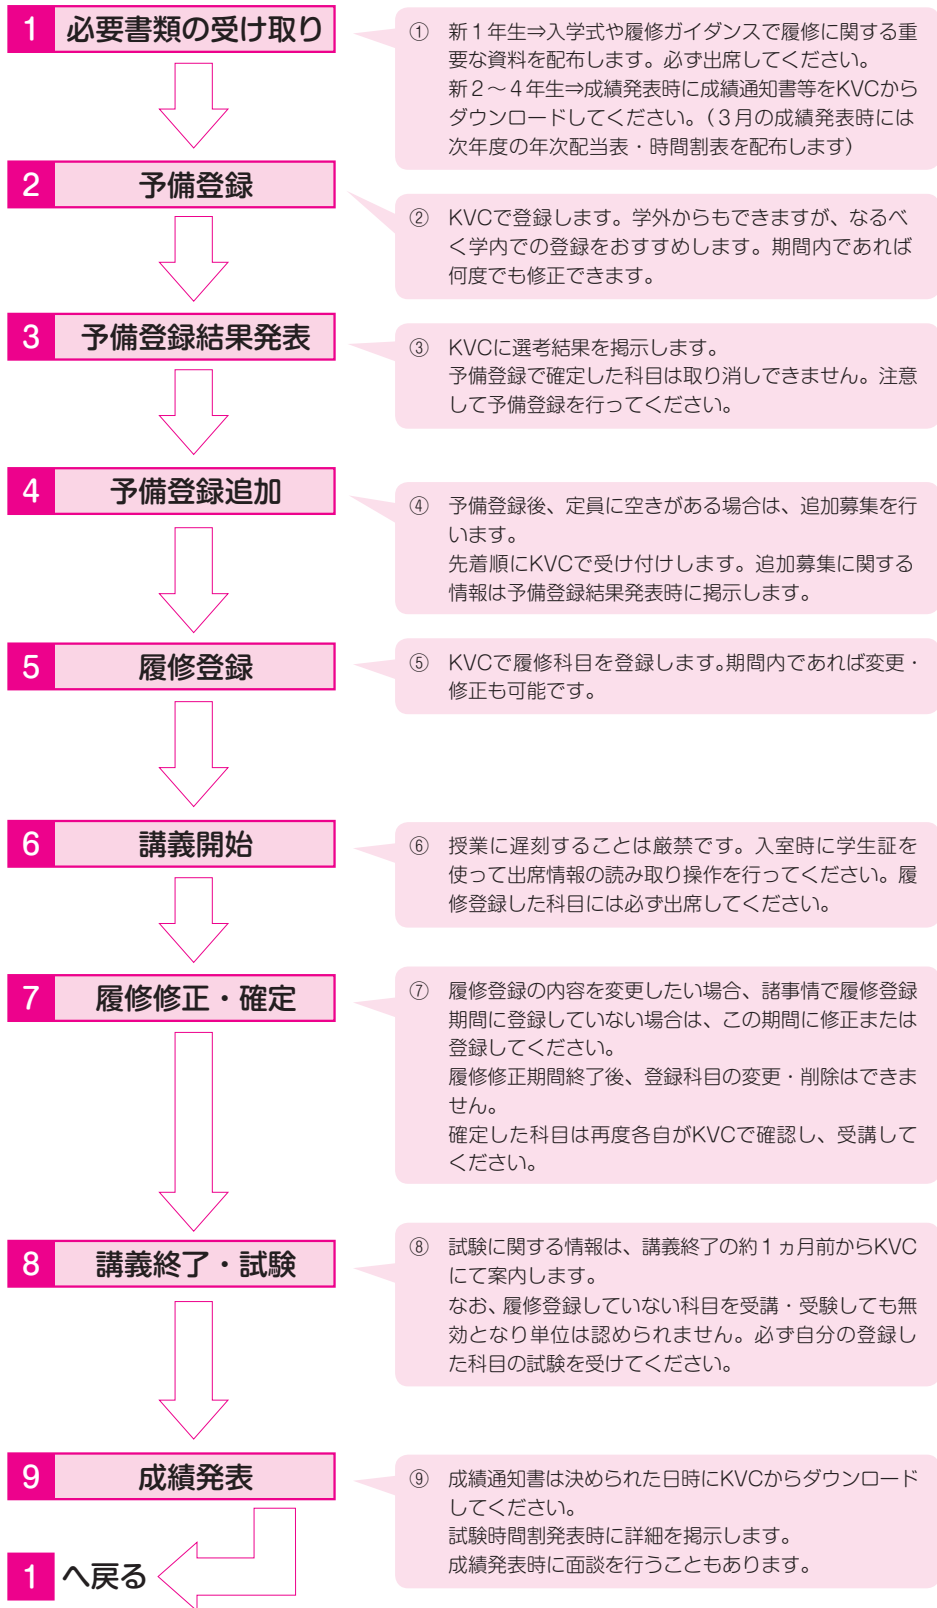 1 必要書類の受け取り
① 新１年生⇒入学式や履修ガイダンスで履修に関する重
要な資料を配布します。必ず出席してください。
新２～４年生⇒成績発表時に成績通知書等をKVCから
ダウンロードしてください。（３月の成績発表時には
次年度の年次配当表・時間割表を配布します）
2 予備登録
② KVCで登録します。学外からもできますが、なるべ
く学内での登録をおすすめします。期間内であれば
何度でも修正できます。
3 予備登録結果発表
③ KVCに選考結果を掲示します。
予備登録で確定した科目は取り消しできません。注意
して予備登録を行ってください。
4 予備登録追加
④ 予備登録後、定員に空きがある場合は、追加募集を行
います。
先着順にKVCで受け付けします。追加募集に関する
情報は予備登録結果発表時に掲示します。
5 履修登録
⑤ KVCで履修科目を登録します。期間内であれば変更・
修正も可能です。
6 講義開始
⑥ 授業に遅刻することは厳禁です。入室時に学生証を
使って出席情報の読み取り操作を行ってください。履
修登録した科目には必ず出席してください。
7 履修修正・確定
⑦ 履修登録の内容を変更したい場合、諸事情で履修登録
期間に登録していない場合は、この期間に修正または
登録してください。
履修修正期間終了後、登録科目の変更・削除はできま
せん。
確定した科目は再度各自がKVCで確認し、受講して
ください。
8 講義終了・試験
⑧ 試験に関する情報は、講義終了の約１ヵ月前からKVC
にて案内します。
なお、履修登録していない科目を受講・受験しても無
効となり単位は認められません。必ず自分の登録し
た科目の試験を受けてください。
9 成績発表
⑨ 成績通知書は決められた日時にKVCからダウンロード
してください。
試験時間割発表時に詳細を掲示します。
成績発表時に面談を行うこともあります。
1 へ戻る